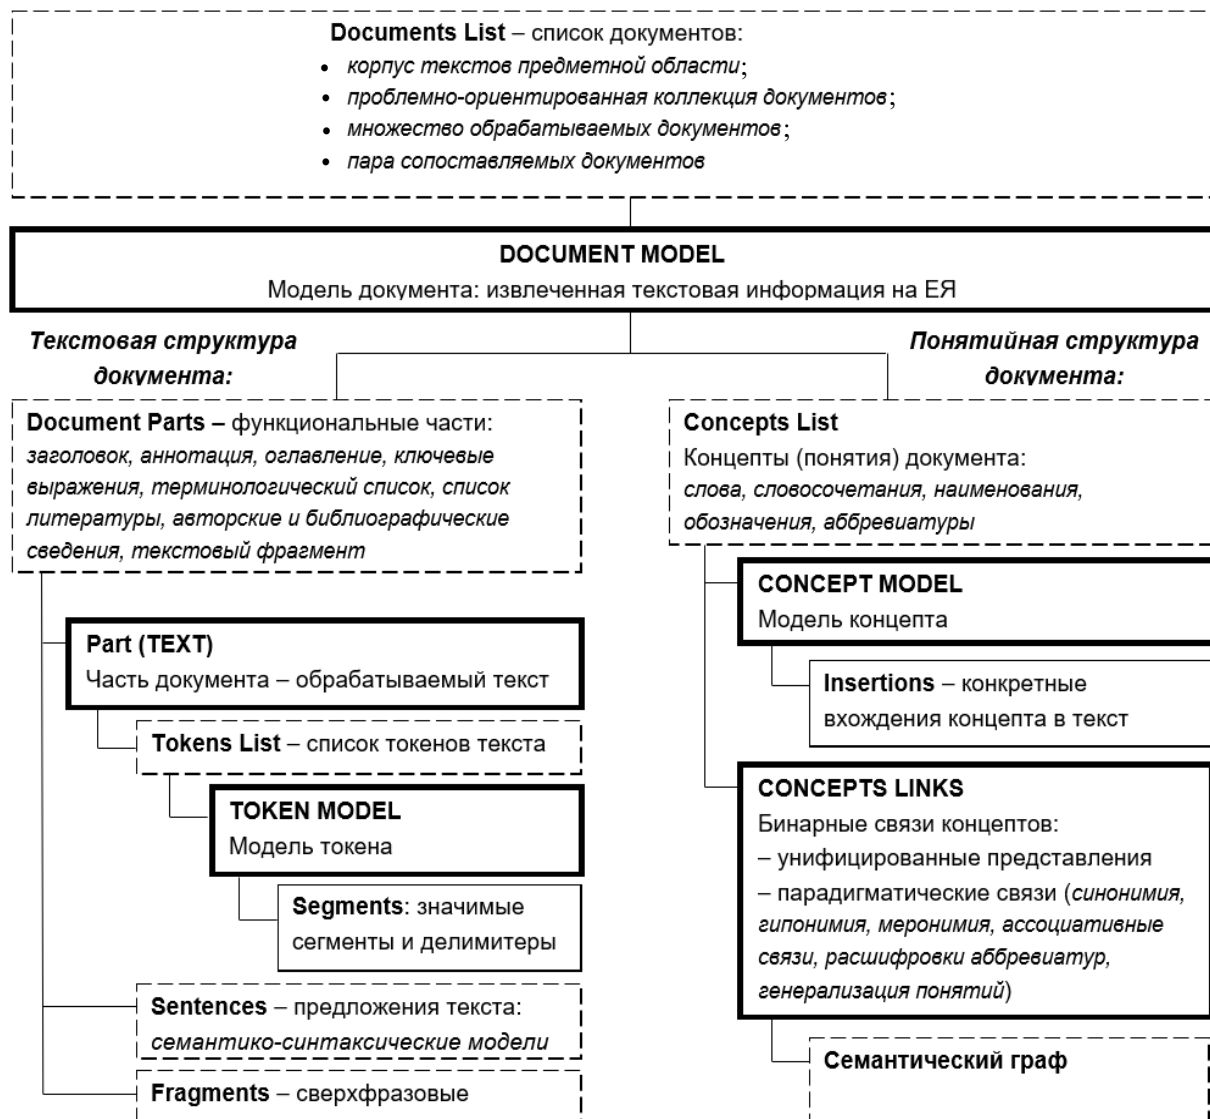 Documents List – список документов:
• корпус текстов предметной области;
• проблемно-ориентированная коллекция документов;
• множество обрабатываемых документов;
• пара сопоставляемых документов
DOCUMENT MODEL
Модель документа: извлеченная текстовая информация на ЕЯ
Текстовая структура
документа:
Document Parts – функциональные части:
заголовок, аннотация, оглавление, ключевые
выражения, терминологический список, список
литературы, авторские и библиографические
сведения, текстовый фрагмент
Part (TEXT)
Часть документа – обрабатываемый текст
Tokens List – список токенов текста
TOKEN MODEL
Модель токена
Segments: значимые
сегменты и делимитеры
Sentences – предложения текста:
семантико-синтаксические модели
Fragments – сверхфразовые
Понятийная структура
документа:
Concepts List
Концепты (понятия) документа:
слова, словосочетания, наименования,
обозначения, аббревиатуры
CONCEPT MODEL
Модель концепта
Insertions – конкретные
вхождения концепта в текст
CONCEPTS LINKS
Бинарные связи концептов:
– унифицированные представления
– парадигматические связи (синонимия,
гипонимия, меронимия, ассоциативные
связи, расшифровки аббревиатур,
генерализация понятий)
Семантический граф